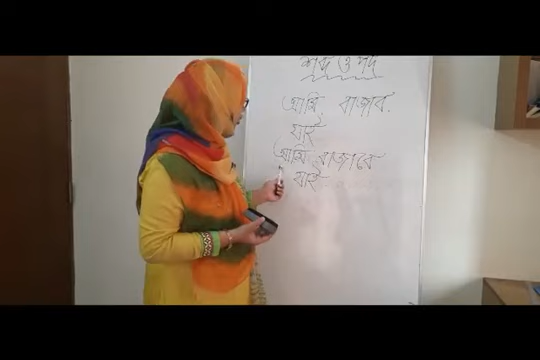 শব্দ ও পদ
আমি বাজার
যাই
আমি বাজারে
যাই